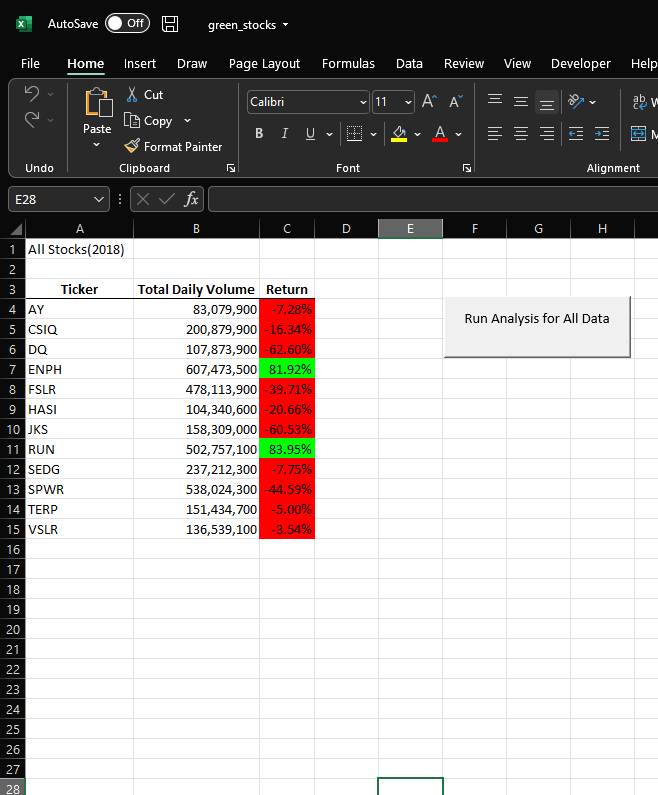 AutoSave Off green_stocks
File Home Insert Draw Page Layout Formulas Data Review View Developer Help
Cut
Copy
Format Painter
Paste
Calibri 11
B I U A
Undo Clipboard Font Alignment
E28 fx
A B C D E F G H
1 All Stocks(2018)
2
3 Ticker Total Daily Volume Return
4 AY 83,079,900 -7.28%
Run Analysis for All Data
5 CSIQ 200,879,900 -16.34%
6 DQ 107,873,900 -62.60%
7 ENPH 607,473,500 81.92%
8 FSLR 478,113,900 -39.71%
9 HASI 104,340,600 -20.66%
10 JKS 158,309,000 -60.53%
11 RUN 502,757,100 83.95%
12 SEDG 237,212,300 -7.75%
13 SPWR 538,024,300 -44.59%
14 TERP 151,434,700 -5.00%
15 VSLR 136,539,100 -3.54%
16
17
18
19
20
21
22
23
24
25
26
27
28